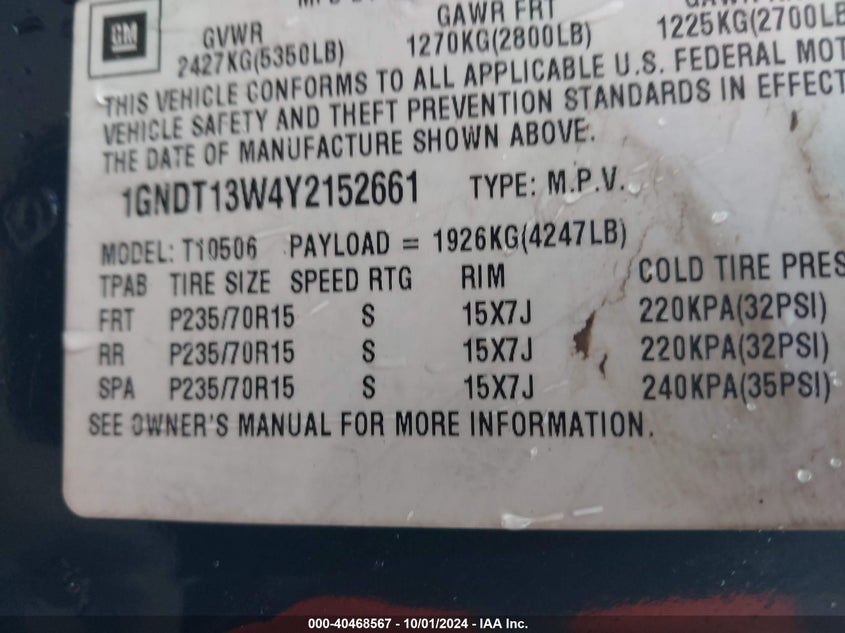 GM
GVWR GAWR FRT
2427KG(5350LB) 1270KG(2800LB) 1225KG(2700LB
THIS VEHICLE CONFORMS TO ALL APPLICABLE U.S. FEDERAL MOT
VEHICLE SAFETY AND THEFT PREVENTION STANDARDS IN EFFECT
THE DATE OF MANUFACTURE SHOWN ABOVE.
1GNDT13W4Y2152661 TYPE: M.P.V.
MODEL: T10506 PAYLOAD = 1926KG(4247LB)
TPAB TIRE SIZE SPEED RTG RIM COLD TIRE PRES
FRT P235/70R15 S 15X7J 220KPA(32PSI)
RR P235/70R15 S 15X7J 220KPA(32PSI)
SPA P235/70R15 S 15X7J 240KPA(35PSI)
SEE OWNER'S MANUAL FOR MORE INFORMATION.
000-40468567 - 10/01/2024 - IAA Inc.